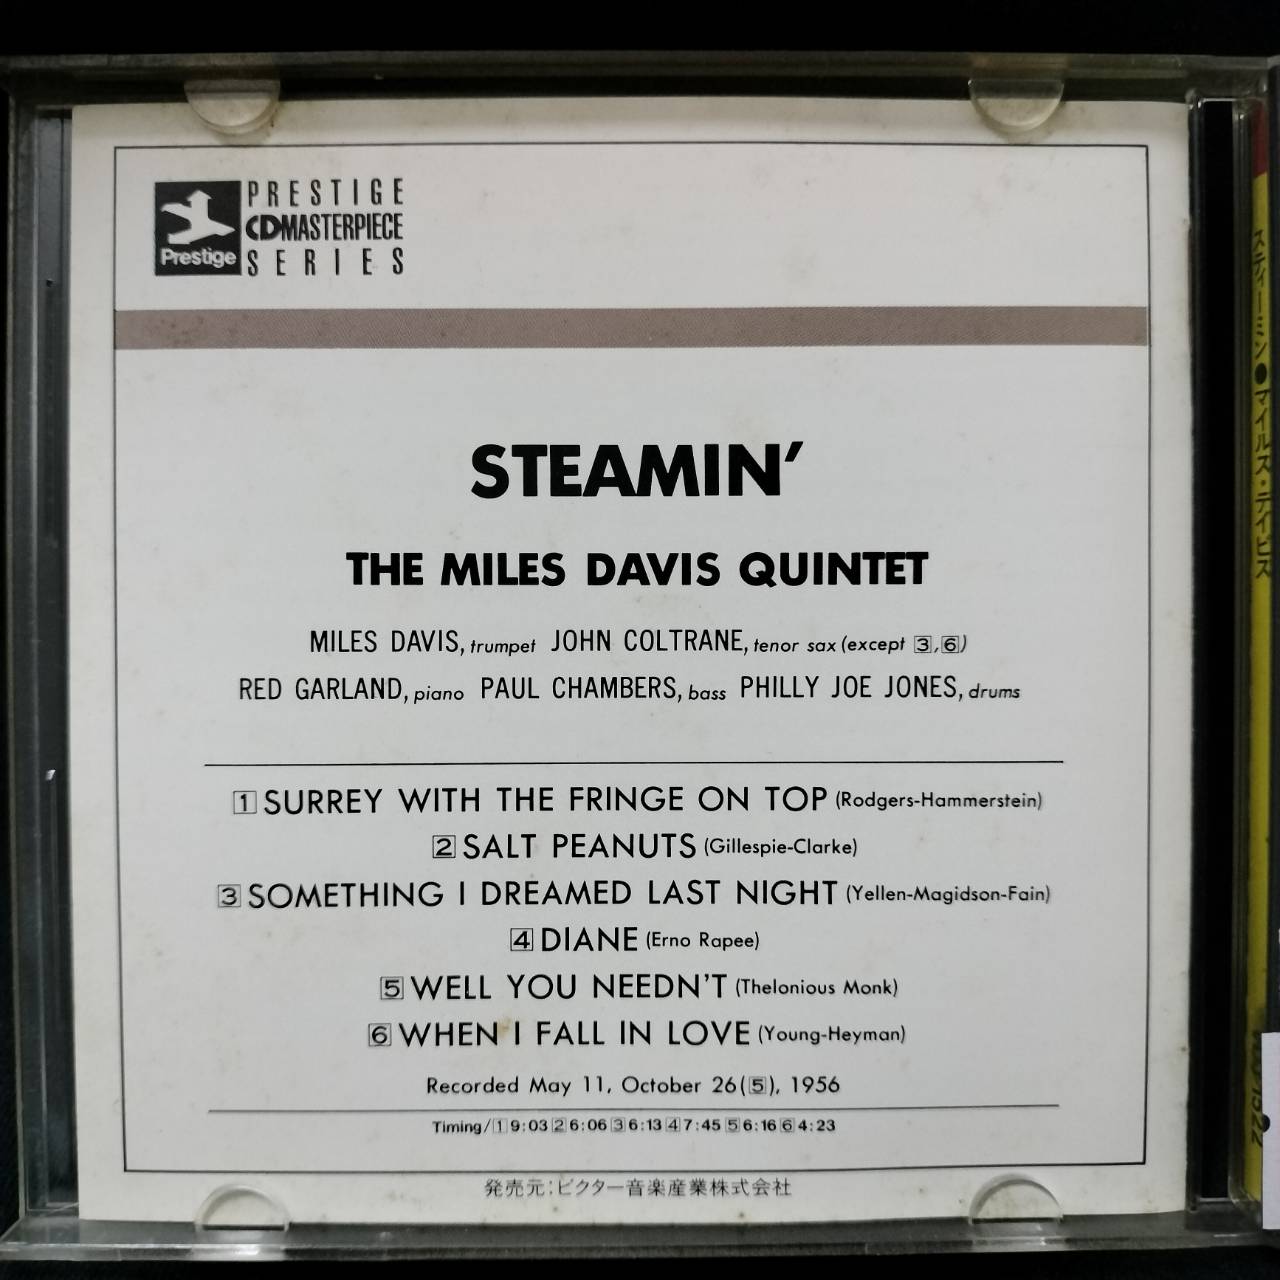 Prestige
PRESTIGE
CDMASTERPIECE
SERIES
STEAMIN'
THE MILES DAVIS QUINTET
MILES DAVIS, trumpet JOHN COLTRANE, tenor sax (except 3,6)
RED GARLAND, piano PAUL CHAMBERS, bass PHILLY JOE JONES, drums
1 SURREY WITH THE FRINGE ON TOP (Rodgers-Hammerstein)
2 SALT PEANUTS (Gillespie-Clarke)
3 SOMETHING I DREAMED LAST NIGHT (Yellen-Magidson-Fain)
4 DIANE (Erno Rapee)
5 WELL YOU NEEDN'T (Thelonious Monk)
6 WHEN I FALL IN LOVE (Young-Heyman)
Recorded May 11, October 26(5), 1956
Timing/1 9:03 2 6:06 3 6:13 4 7:45 5 6:16 6 4:23
発売元:ビクター音楽産業株式会社
スティーミン●マイルス・デイビス